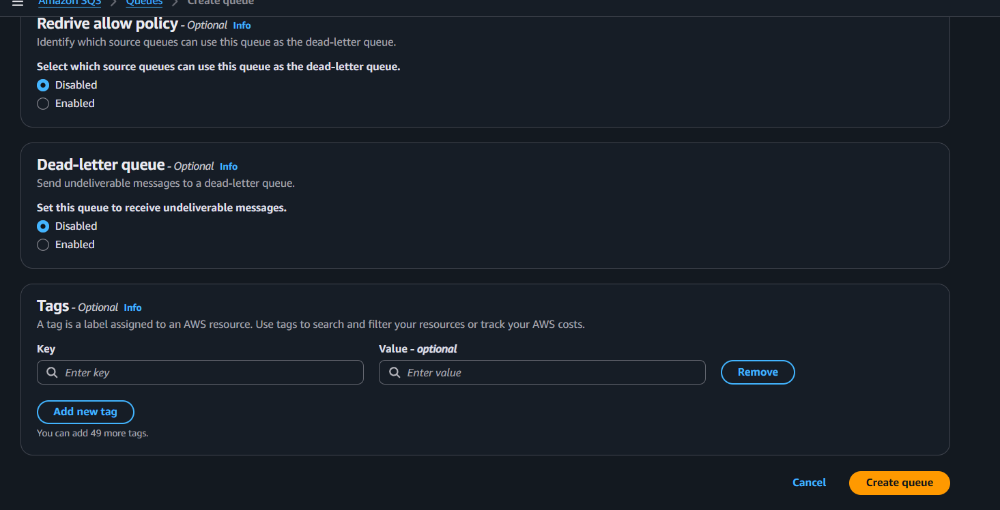 Amazon SQS > Queues > Create queue
Redrive allow policy - Optional Info
Identify which source queues can use this queue as the dead-letter queue.
Select which source queues can use this queue as the dead-letter queue.
Disabled
Enabled
Dead-letter queue - Optional Info
Send undeliverable messages to a dead-letter queue.
Set this queue to receive undeliverable messages.
Disabled
Enabled
Tags - Optional Info
A tag is a label assigned to an AWS resource. Use tags to search and filter your resources or track your AWS costs.
Key Value - optional
Enter key Enter value Remove
Add new tag
You can add 49 more tags.
Cancel Create queue